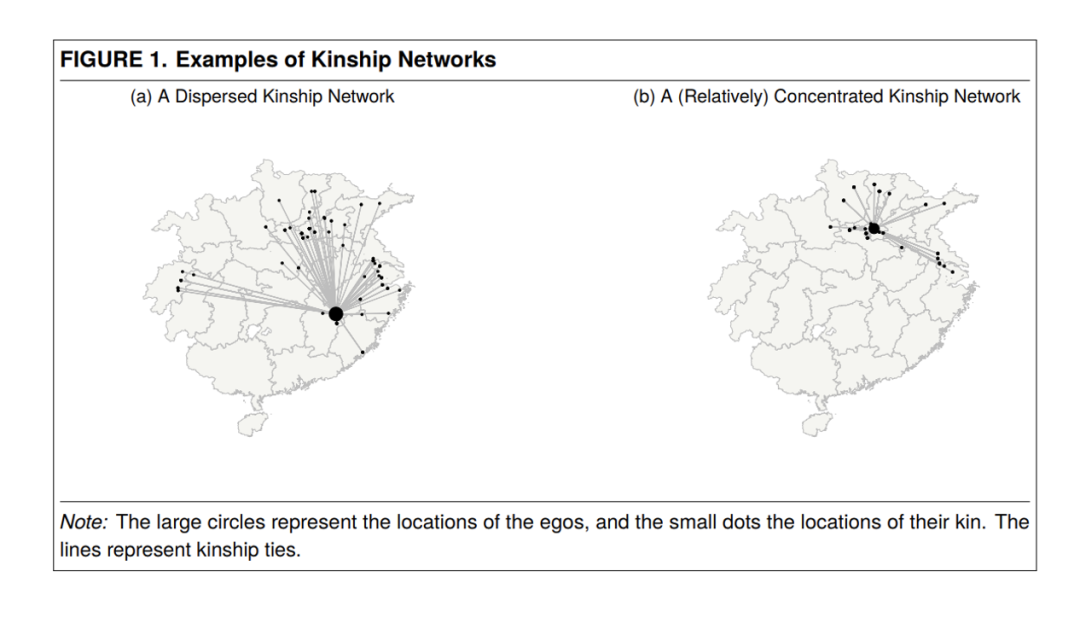 FIGURE 1. Examples of Kinship Networks
(a) A Dispersed Kinship Network
(b) A (Relatively) Concentrated Kinship Network
Note: The large circles represent the locations of the egos, and the small dots the locations of their kin. The
lines represent kinship ties.